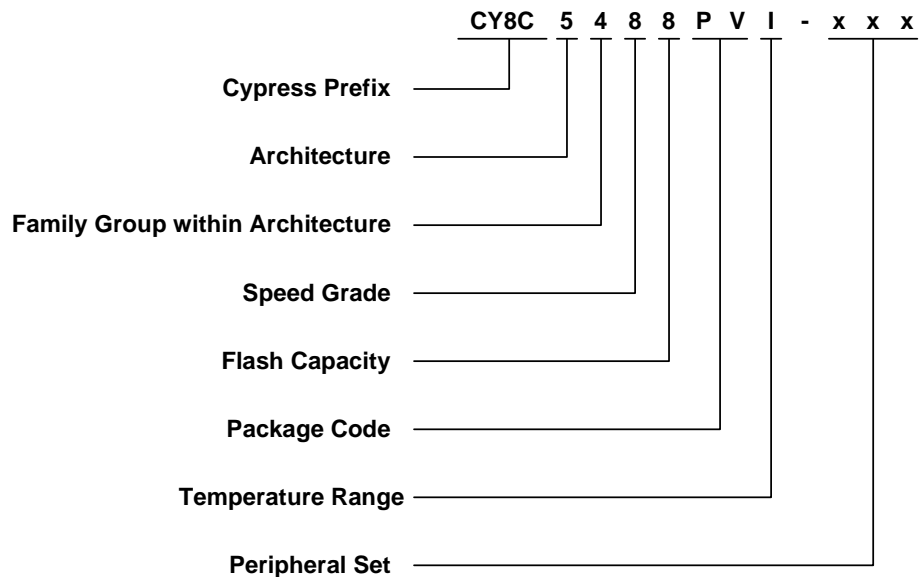 CY8C 5 4 8 8 P V I - x x x
Cypress Prefix
Architecture
Family Group within Architecture
Speed Grade
Flash Capacity
Package Code
Temperature Range
Peripheral Set